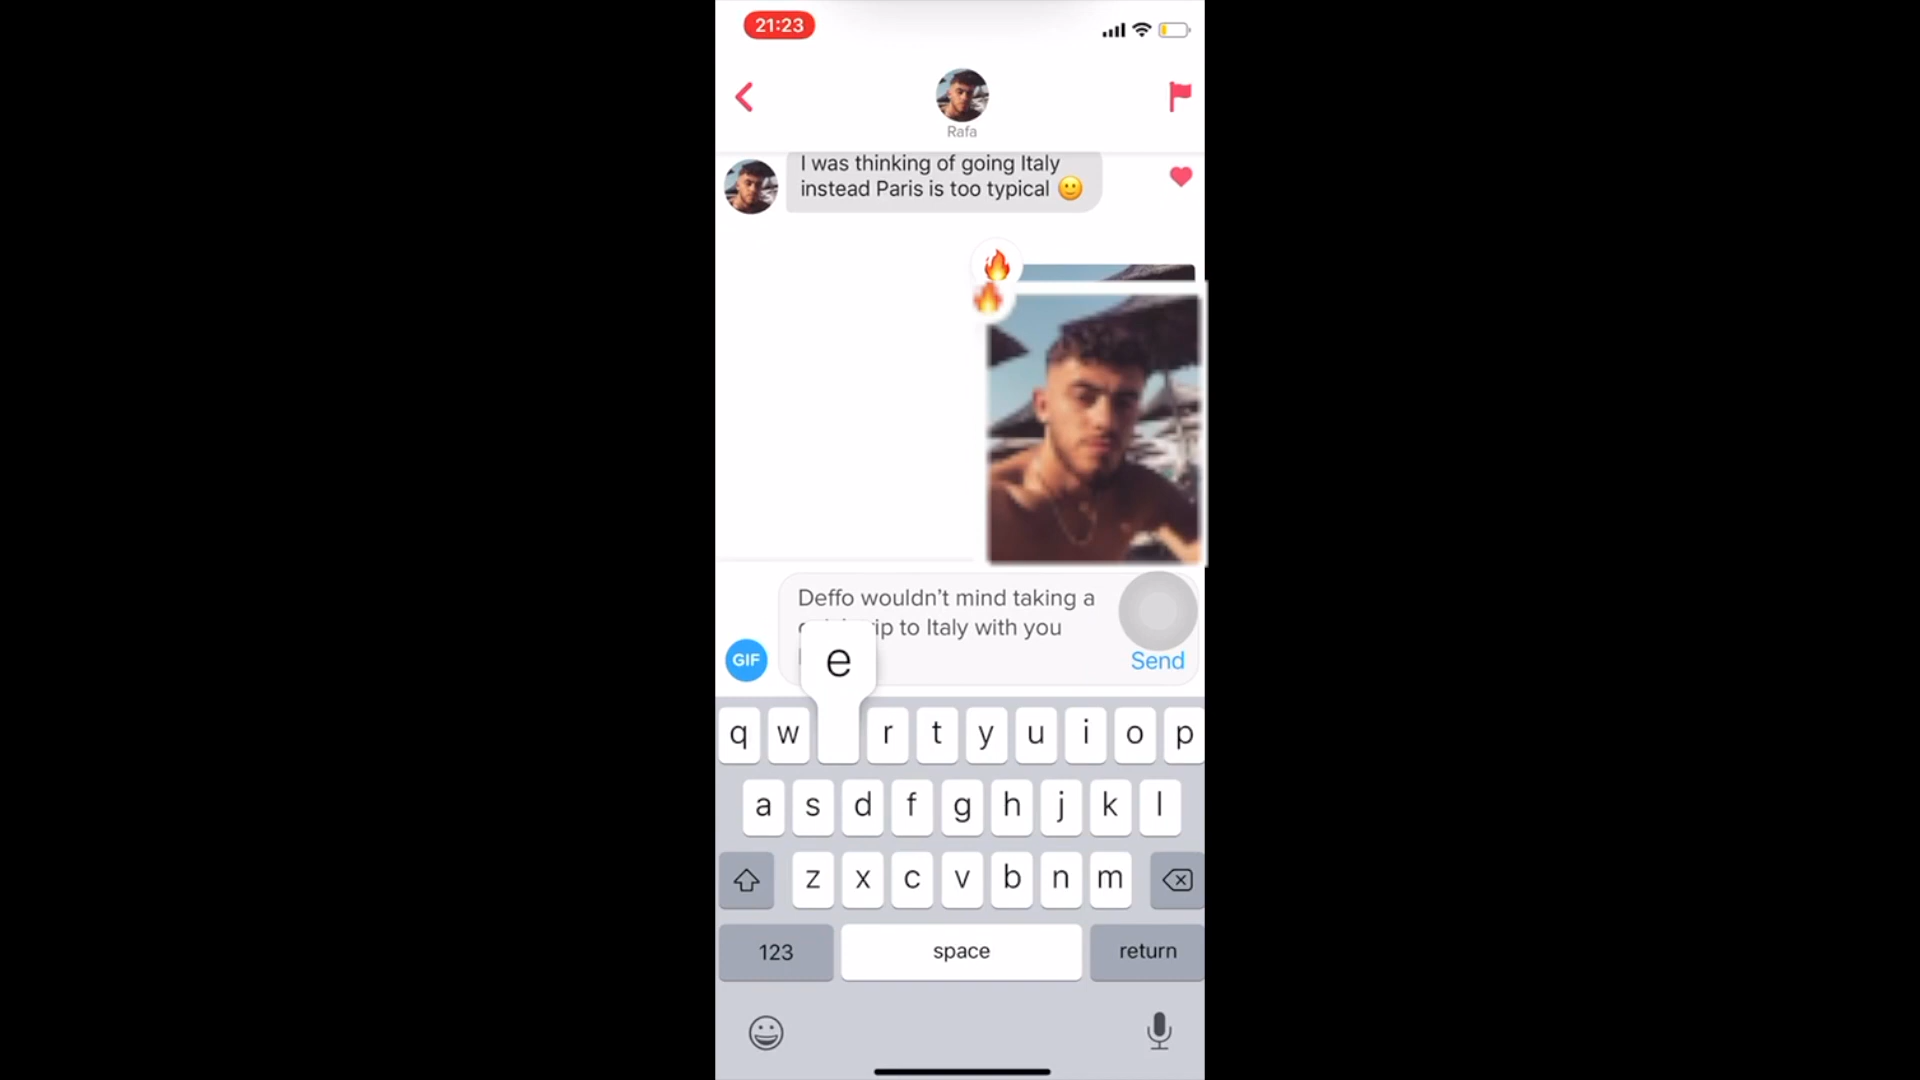 21:23
Rafa
I was thinking of going Italy
instead Paris is too typical 🙂
Deffo wouldn't mind taking a
to Italy with you
GIF
Send
e
q w r t y u i o p
a s d f g h j k l
z x c v b n m
123 space return